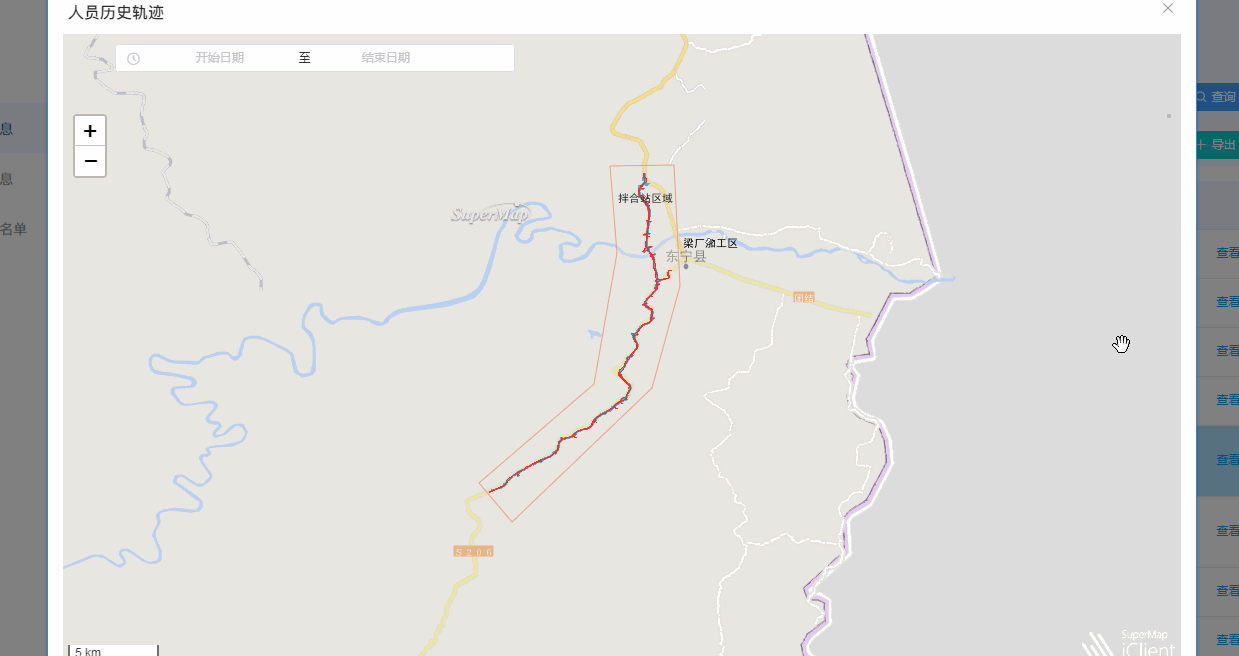 人员历史轨迹
开始日期 至 结束日期
查询
导出
+
−
息
息
名单
拌合站区域
SuperMap
梁厂施工区
东宁县
查看
查看
查看
查看
查看
查看
查看
查看
S206
5 km
SuperMap
iClient